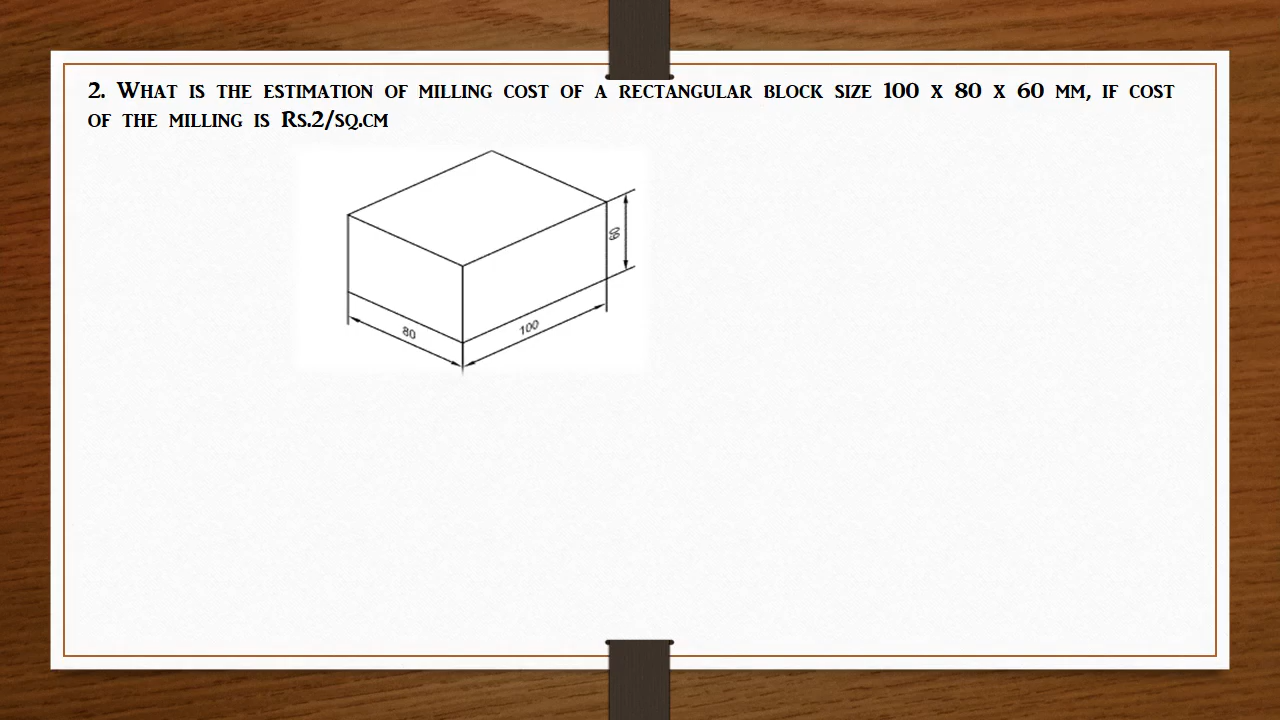 2. What is the estimation of milling cost of a rectangular block size 100 x 80 x 60 mm, if cost
of the milling is Rs.2/sq.cm
80
100